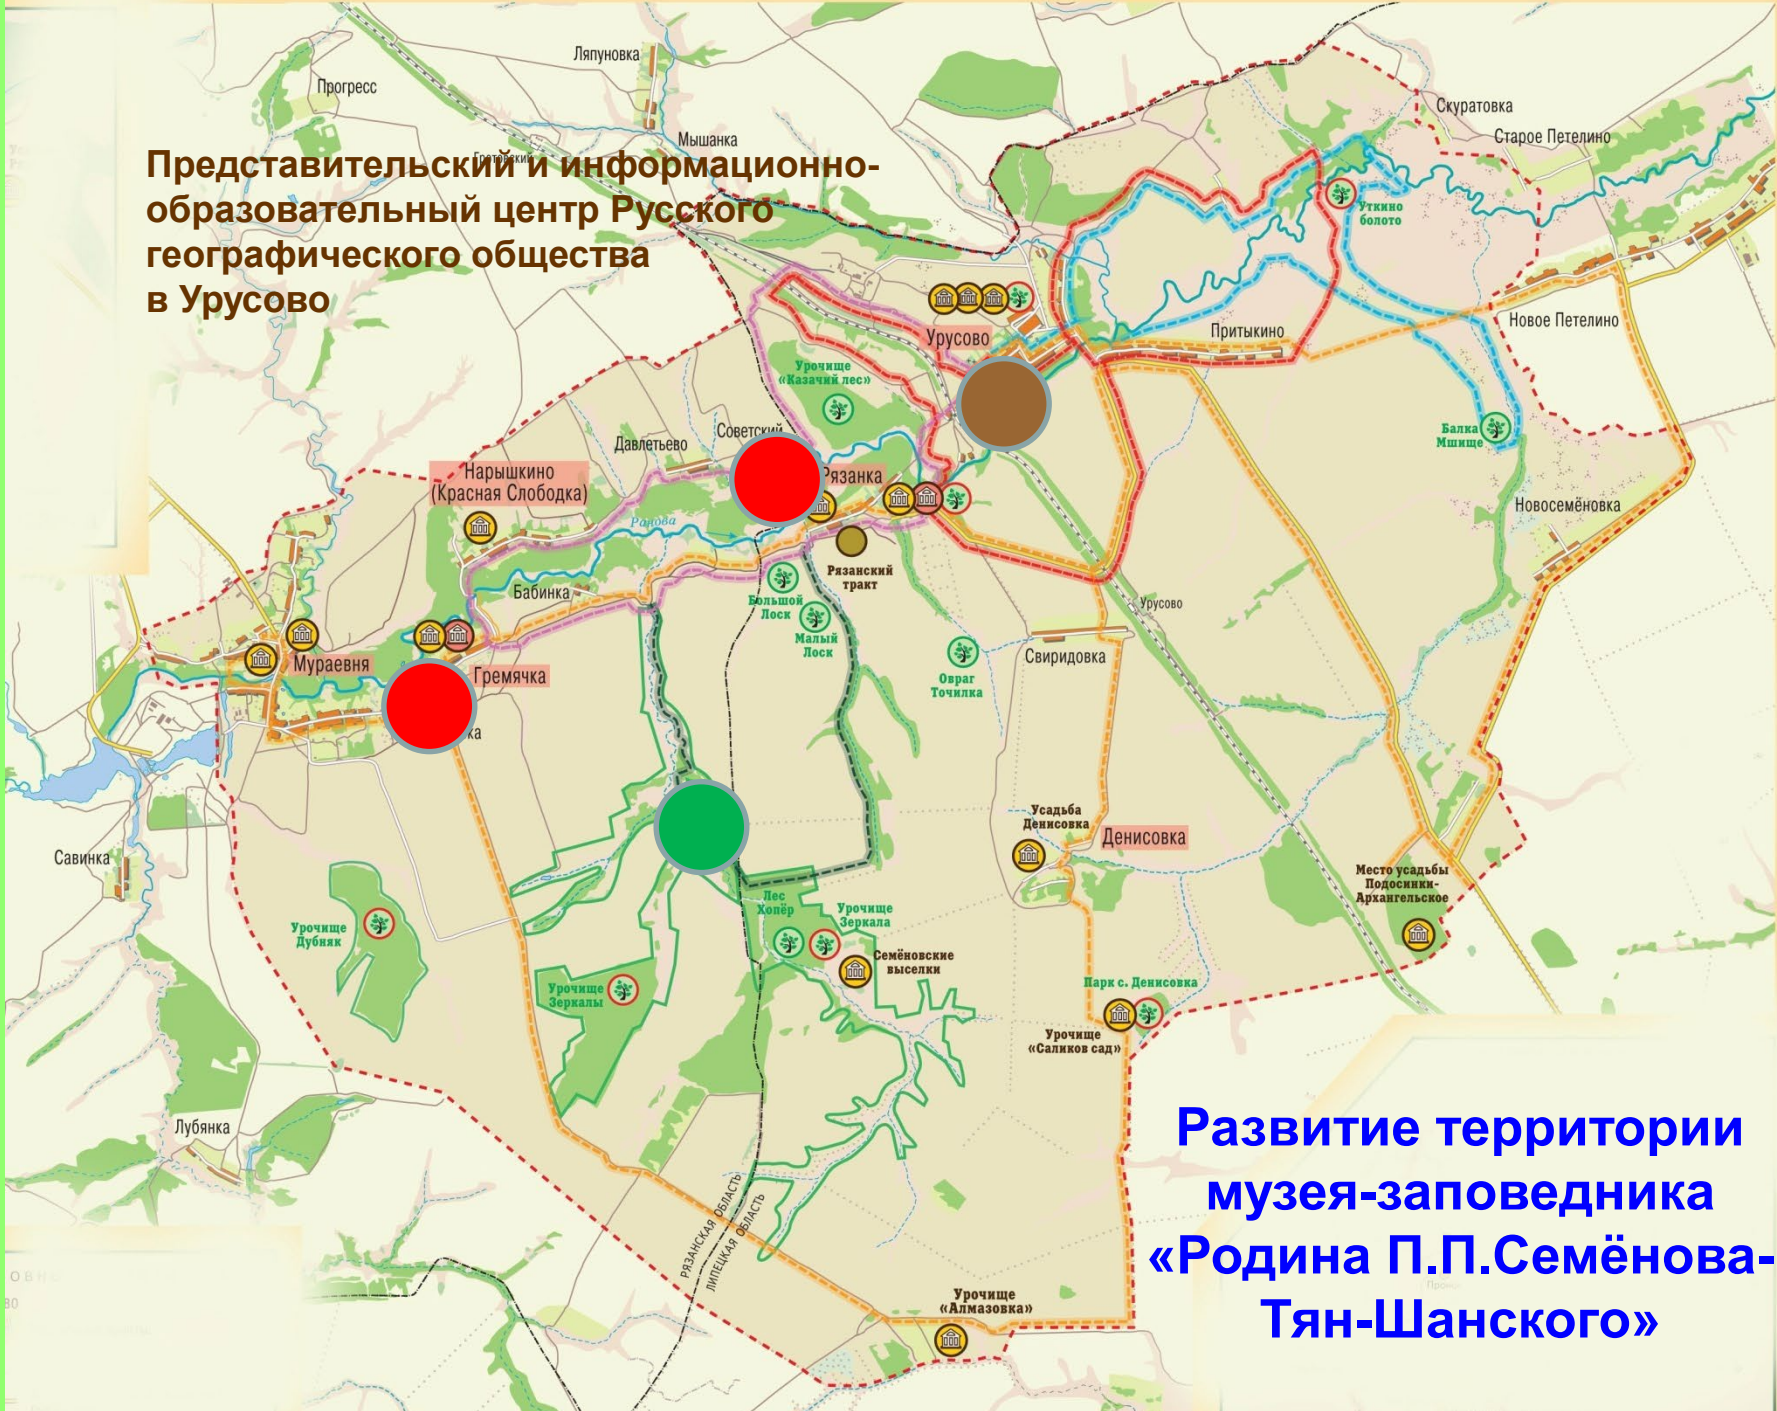 Ляпуновка
Прогресс
Мышанка
Скуратовка
Старое Петелино
Представительский и информационно-
образовательный центр Русского
географического общества
в Урусово
Уткино
болото
Новое Петелино
Притыкино
Урусово
Урочище
«Казачий лес»
Балка
Мшище
Советский
Давлетьево
Нарышкино
(Красная Слободка)
Рязанка
Новосемёновка
Ранова
Рязанский
тракт
Бабинка
Большой
Лоск
Малый
Лоск
Урусово
Свиридовка
Овраг
Точилка
Мураевня
Гремячка
ка
Усадьба
Денисовка
Денисовка
Савинка
Место усадьбы
Подосинки-
Архангельское
Лес
Хопёр
Урочище
Зеркала
Урочище
Дубняк
Семёновские
выселки
Урочище
Зеркалы
Парк с. Денисовка
Урочище
«Саликов сад»
Лубянка
РЯЗАНСКАЯ ОБЛАСТЬ
ЛИПЕЦКАЯ ОБЛАСТЬ
Урочище
«Алмазовка»
Развитие территории
музея-заповедника
«Родина П.П.Семёнова-
Тян-Шанского»